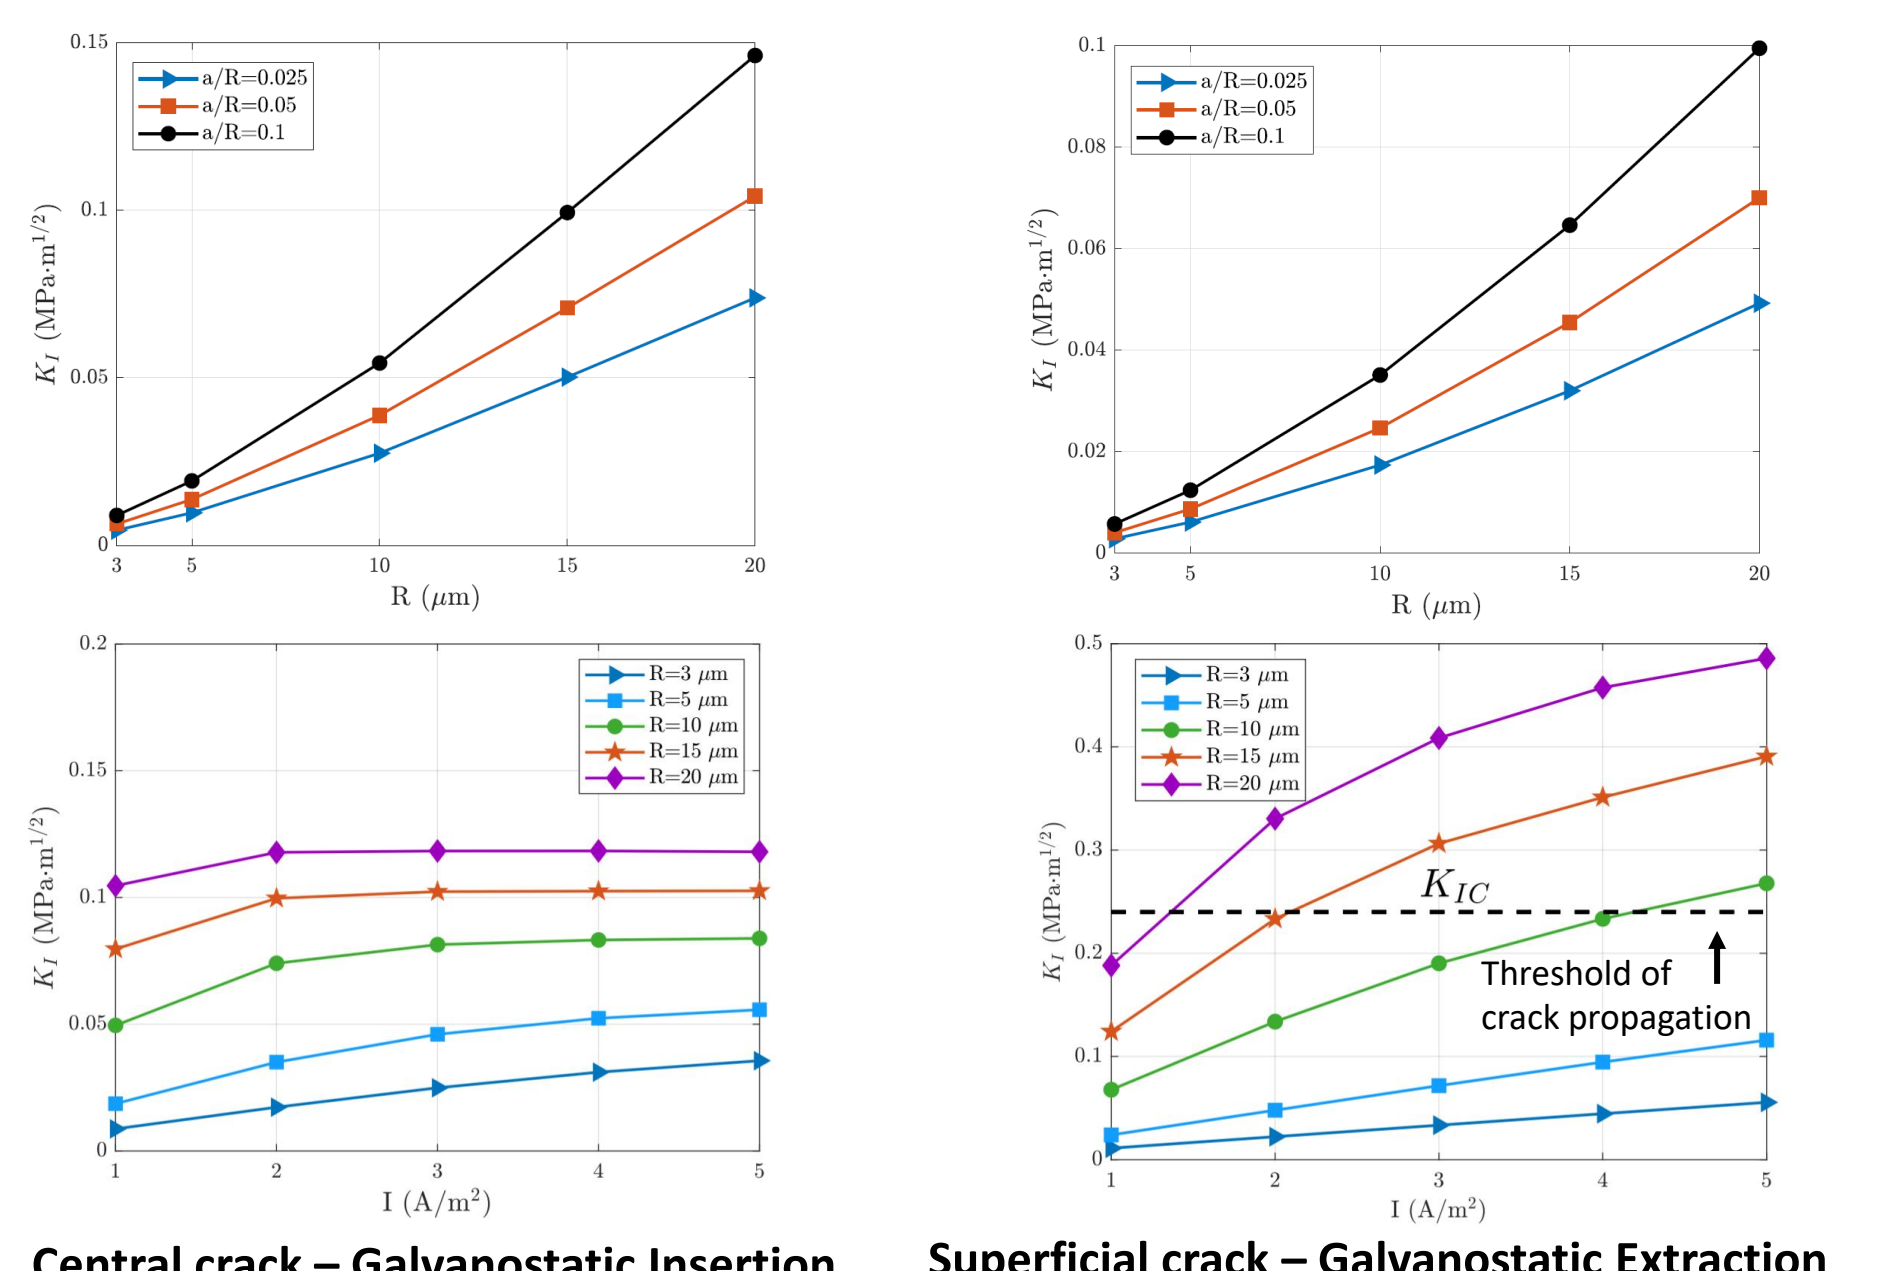 0.15
0.1
0.05
0
3 5 10 15 20
R (μm)
K_I (MPa·m^1/2)
a/R=0.025
a/R=0.05
a/R=0.1
0.1
0.08
0.06
0.04
0.02
0
3 5 10 15 20
R (μm)
K_I (MPa·m^1/2)
a/R=0.025
a/R=0.05
a/R=0.1
0.2
0.15
0.1
0.05
0
1 2 3 4 5
I (A/m²)
K_I (MPa·m^1/2)
R=3 μm
R=5 μm
R=10 μm
R=15 μm
R=20 μm
0.5
0.4
0.3
0.2
0.1
0
1 2 3 4 5
I (A/m²)
K_I (MPa·m^1/2)
R=3 μm
R=5 μm
R=10 μm
R=15 μm
R=20 μm
K_IC
Threshold of
crack propagation
Central crack – Galvanostatic Insertion
Superficial crack – Galvanostatic Extraction